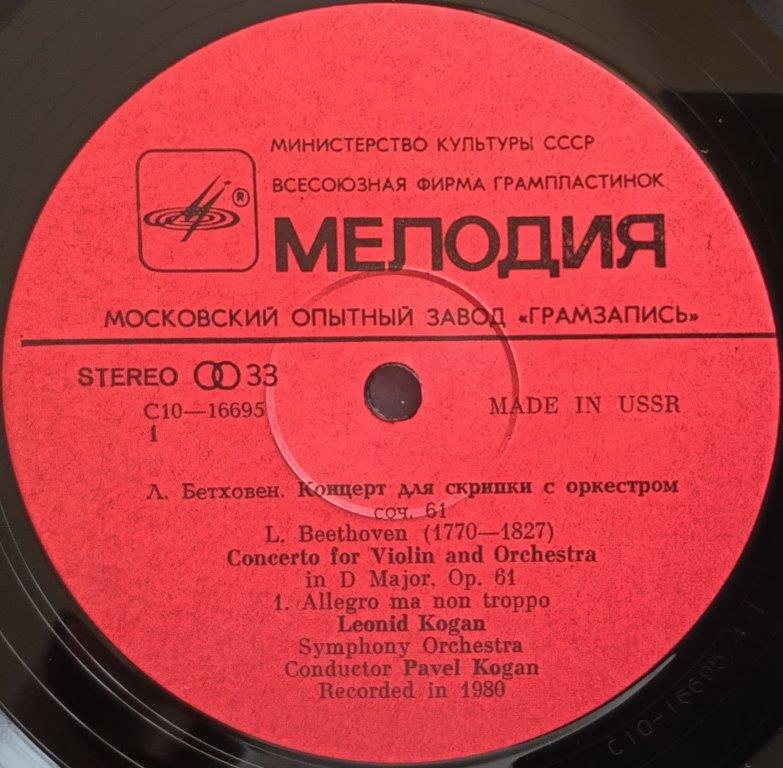 МИНИСТЕРСТВО КУЛЬТУРЫ СССР
ВСЕСОЮЗНАЯ ФИРМА ГРАМПЛАСТИНОК
®
МЕЛОДИЯ
МОСКОВСКИЙ ОПЫТНЫЙ ЗАВОД «ГРАМЗАПИСЬ»
STEREO 33
С10—16695
1
MADE IN USSR
Л. Бетховен. Концерт для скрипки с оркестром
соч. 61
L. Beethoven (1770—1827)
Concerto for Violin and Orchestra
in D Major, Op. 61
1. Allegro ma non troppo
Leonid Kogan
Symphony Orchestra
Conductor Pavel Kogan
Recorded in 1980